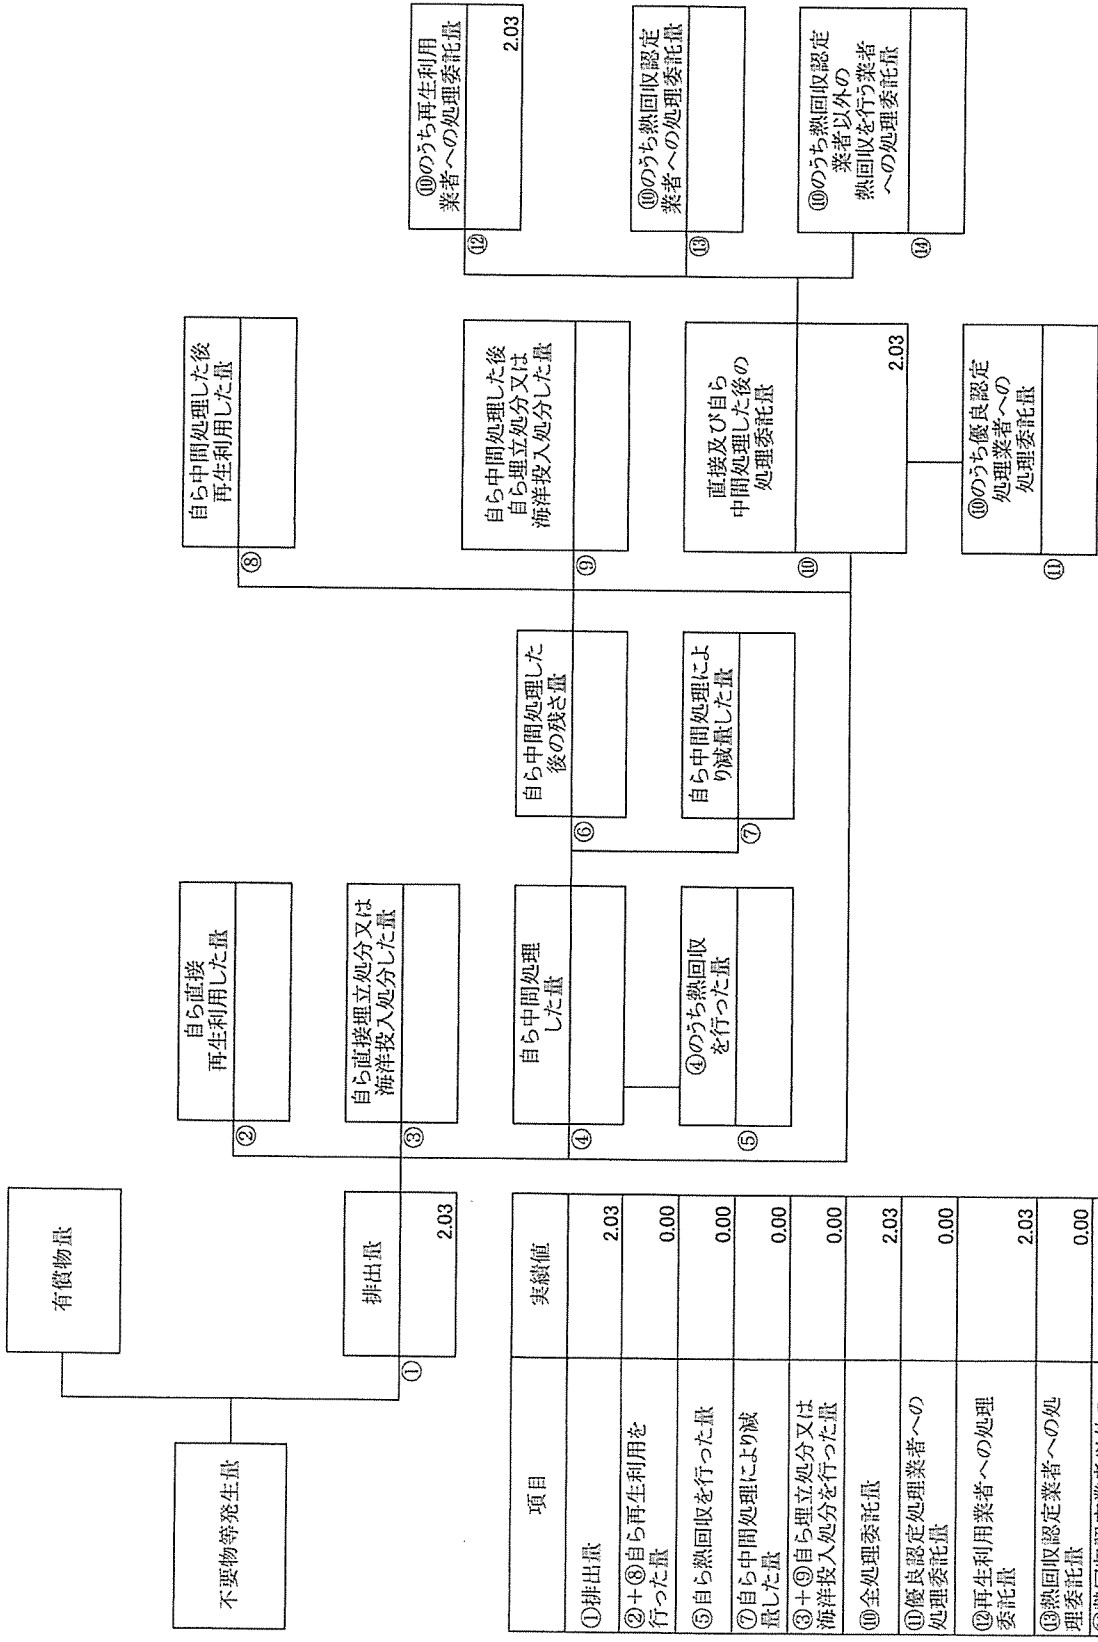 不要物等発生量
有償物量
排出量
①
2.03
自ら直接
再生利用した量
②
自ら直接埋立処分又は
海洋投入処分した量
③
自ら中間処理
した量
④
④のうち熱回収
を行った量
⑤
自ら中間処理した
後の残さ量
⑥
自ら中間処理によ
り減量した量
⑦
自ら中間処理した後
再生利用した量
⑧
自ら中間処理した後
自ら埋立処分又は
海洋投入処分した量
⑨
直接及び自ら
中間処理した後の
処理委託量
⑩
2.03
⑩のうち優良認定
処理業者への
処理委託量
⑪
⑩のうち再生利用
業者への処理委託量
⑫
2.03
⑩のうち熱回収認定
業者への処理委託量
⑬
⑩のうち熱回収認定
業者以外の
熱回収を行う業者
への処理委託量
⑭
項目 実績値
①排出量 2.03
②+⑧自ら再生利用を
行った量 0.00
⑤自ら熱回収を行った量 0.00
⑦自ら中間処理により減
量した量 0.00
③+⑨自ら埋立処分又は
海洋投入処分を行った量 0.00
⑩全処理委託量 2.03
⑪優良認定処理業者への
処理委託量 0.00
⑫再生利用業者への処理
委託量 2.03
⑬熱回収認定業者への処
理委託量 0.00